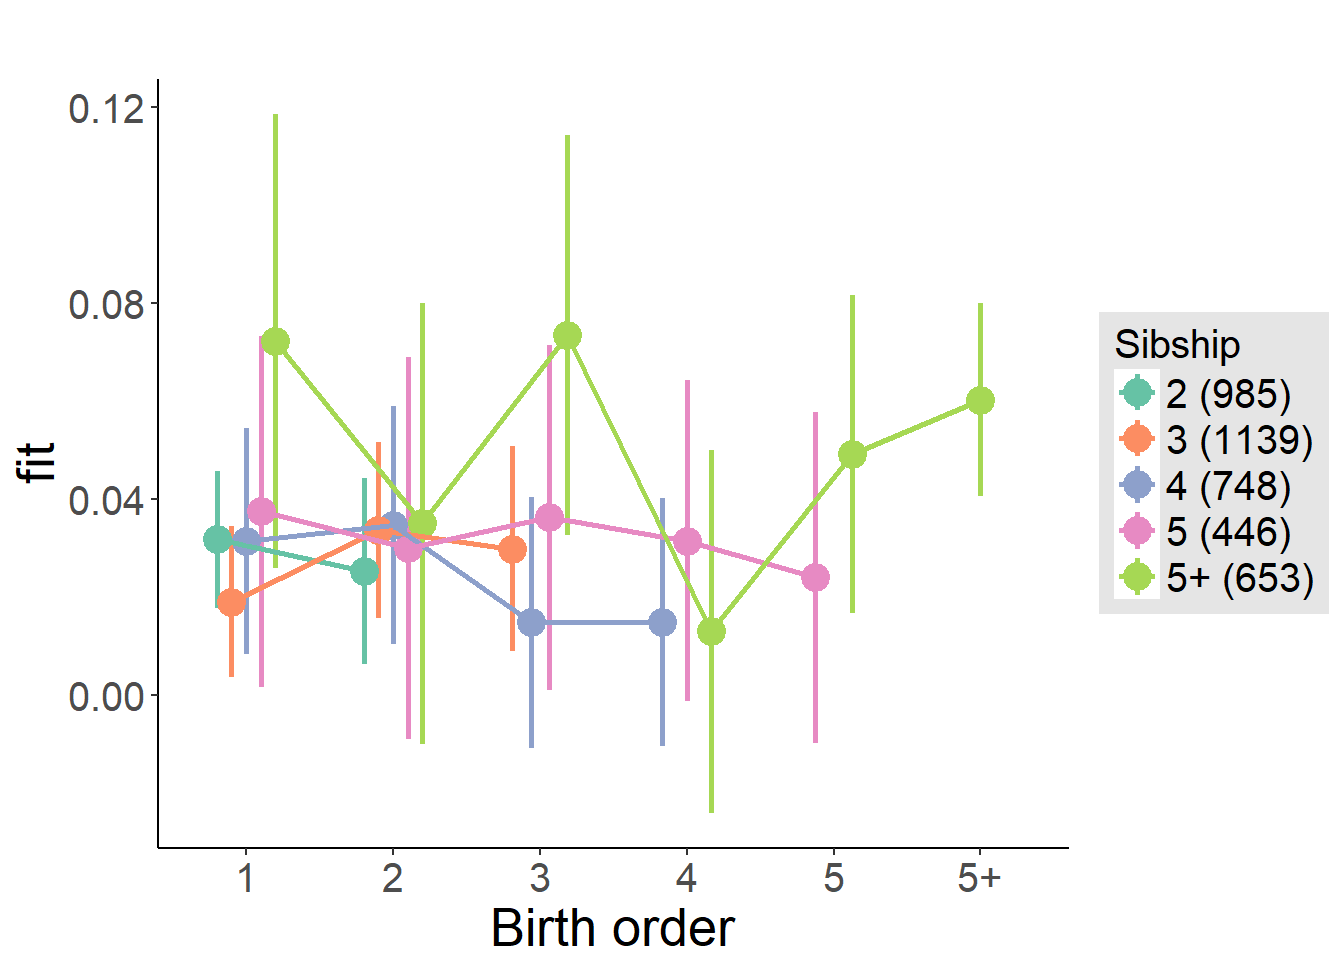 0.12
0.08
0.04
0.00
fit
1 2 3 4 5 5+
Birth order
Sibship
2 (985)
3 (1139)
4 (748)
5 (446)
5+ (653)